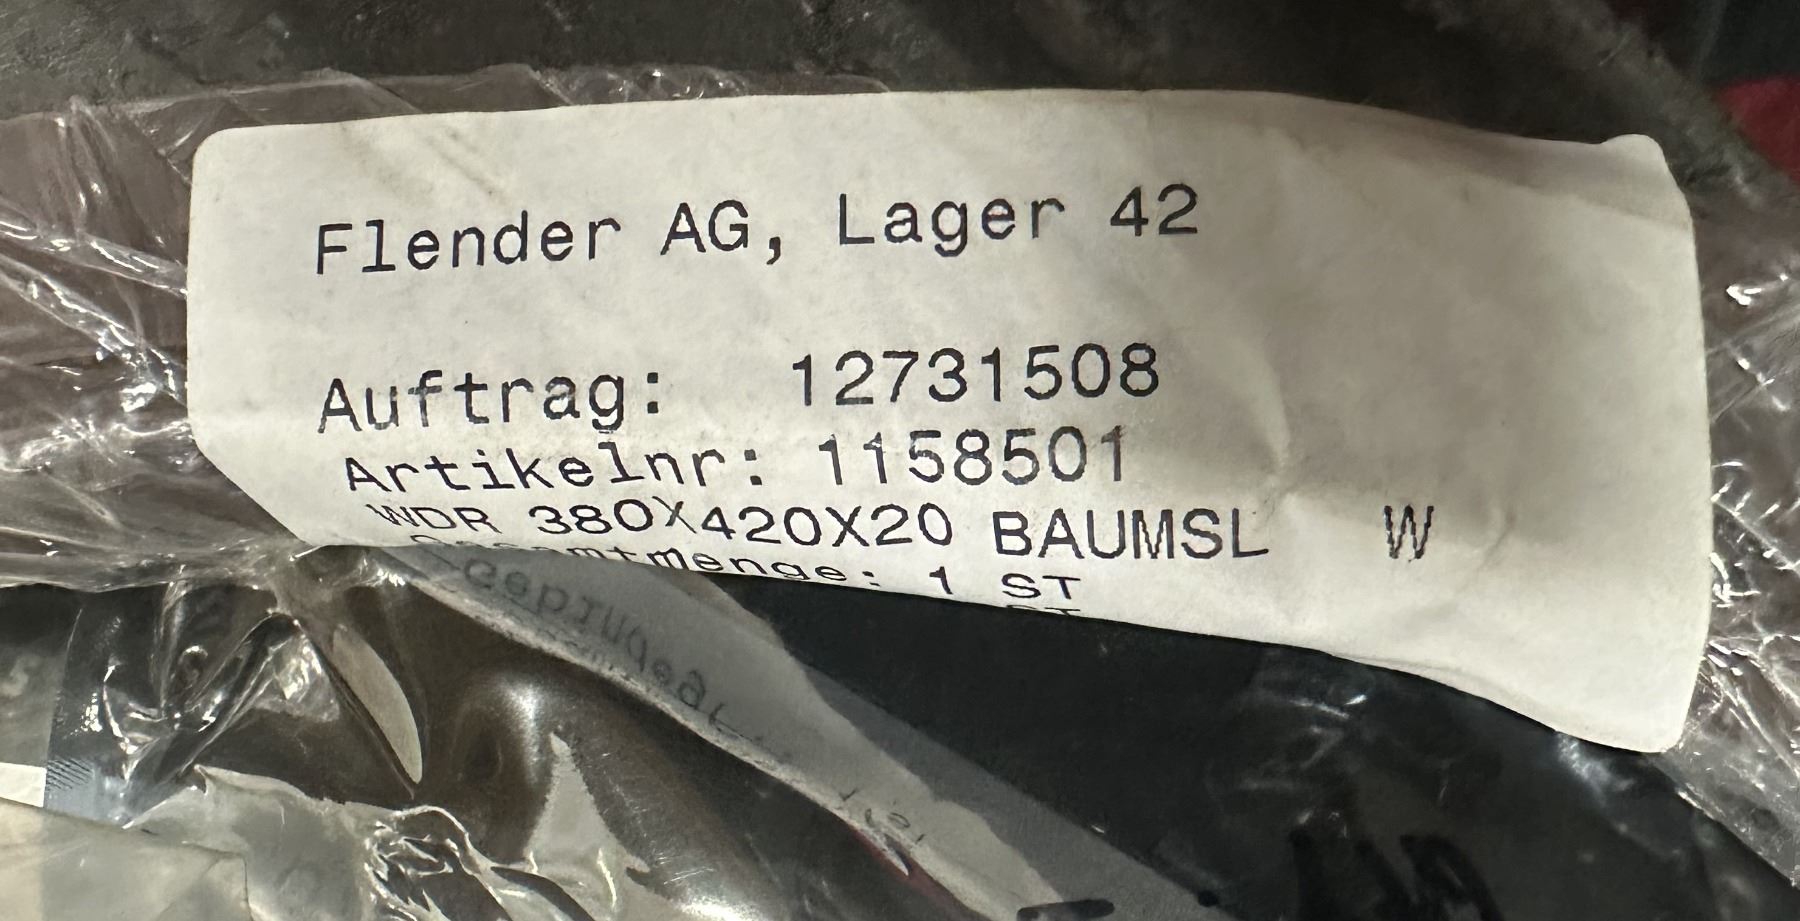 Flender AG, Lager 42
Auftrag: 12731508
Artikelnr: 1158501
WDR 380X420X20 BAUMSL W
Gesamtmenge: 1 ST